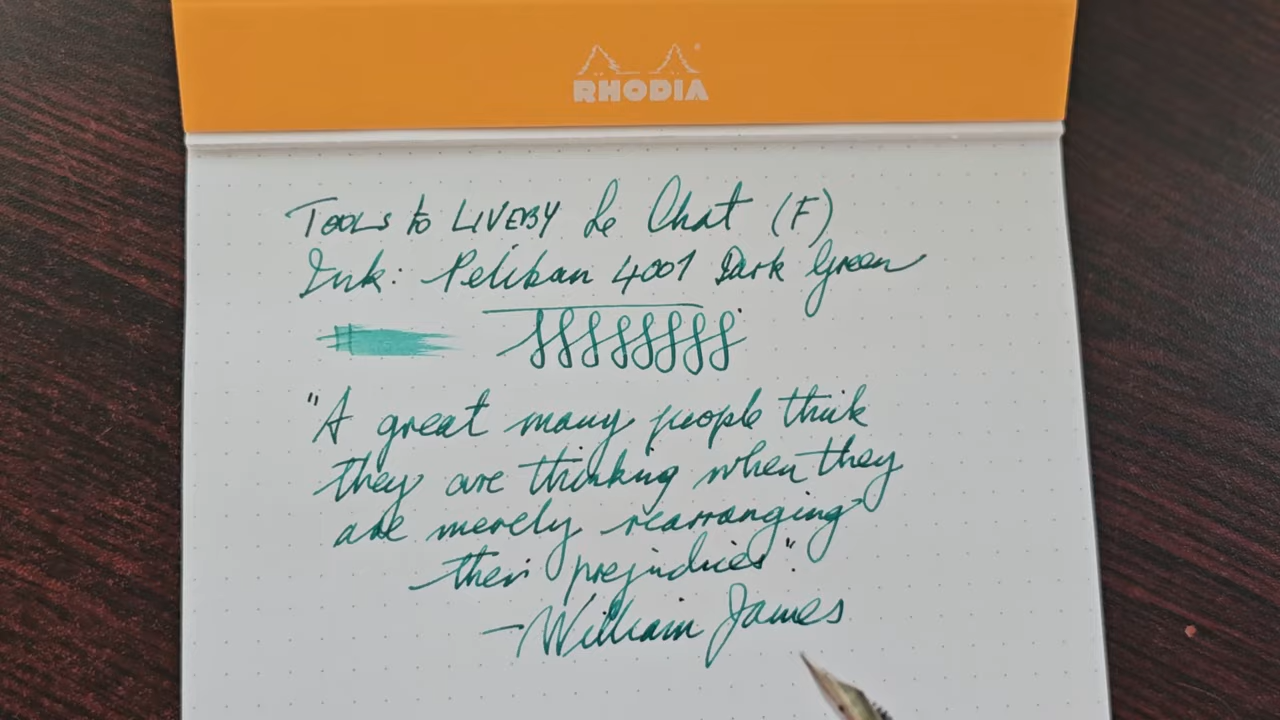 RHODIA
TOOLS to LIVEBY Le Chat (F)
Ink: Pelikan 4001 Dark Green
"A great many people think
they are thinking when they
are merely rearranging
their prejudices".
- William James